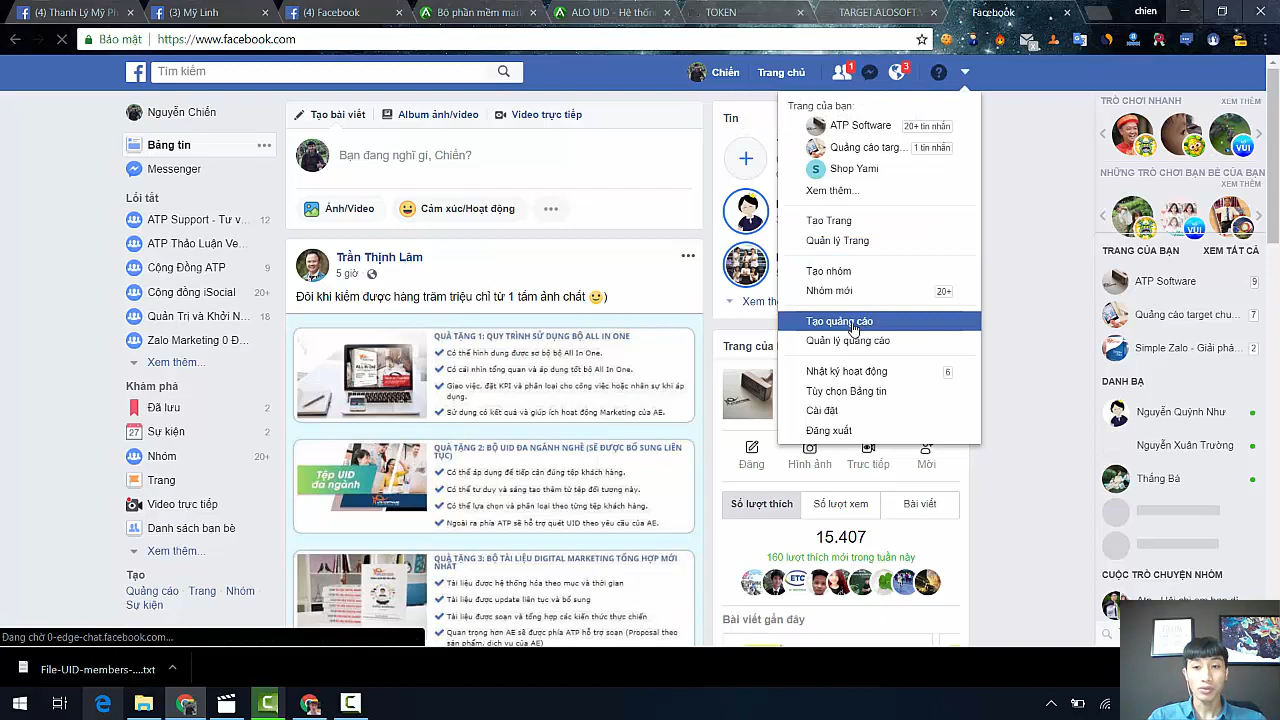 (4) Thanh Lý Mỹ Ph
(3) Mỹ Linh
(4) Facebook
Bộ phần mềm mark
ALO UID - Hệ thốn
TOKEN
TARGET.ALOSOFT.V
Facebook
chien
Bảo mật
https://www.facebook.com
Tìm kiếm
Chiến
Trang chủ
1
3
Nguyễn Chiến
Bảng tin
Messenger
Lối tắt
ATP Support - Tư v...
12
ATP Thảo Luận Ve...
Cộng Đồng ATP
9
Cộng đồng iSocial
20+
Quản Trị và Khởi N...
18
Zalo Marketing 0 Đ...
Xem thêm...
Khám phá
Đã lưu
2
Sự kiện
2
27
Nhóm
20+
Trang
Video trực tiếp
Danh sách bạn bè
Xem thêm...
Tạo
Quảng cáo
Trang
Nhóm
Sự kiện
Đang chờ 0-edge-chat.facebook.com...
Tạo bài viết
Album ảnh/video
Video trực tiếp
Bạn đang nghĩ gì, Chiến?
Ảnh/Video
Cảm xúc/Hoạt động
Trần Thịnh Lâm
5 giờ
Đôi khi kiếm được hàng trăm triệu chỉ từ 1 tấm ảnh chất
QUÀ TẶNG 1: QUY TRÌNH SỬ DỤNG BỘ ALL IN ONE
Có thể hình dung được sơ bộ bộ All In One.
Có cái nhìn tổng quan và áp dụng tốt bộ All In One.
Giao việc, đặt KPI và phân loại cho công việc hoặc nhân sự khi áp
dụng.
Sử dụng có kết quả và giúp ích hoạt động Marketing của AE.
QUÀ TẶNG 2: BỘ UID ĐA NGÀNH NGHỀ (SẼ ĐƯỢC BỔ SUNG LIÊN
TỤC)
Tệp UID
đa ngành
Có thể áp dụng để tiếp cận đúng tệp khách hàng.
Có thể tư duy và sáng tạo thêm từ tệp đối tượng này.
Có thể lựa chọn và phân loại theo từng tệp khách hàng.
Ngoài ra phía ATP sẽ hỗ trợ quét UID theo yêu cầu của AE.
QUÀ TẶNG 3: BỘ TÀI LIỆU DIGITAL MARKETING TỔNG HỢP MỚI
NHẤT
Tài liệu được hệ thống hóa theo mục và thời gian
Tài liệu được update liên tục và bổ sung
Tài liệu được soạn và tổng hợp các kiến thức thực chiến
Quan trọng hơn AE sẽ được phía ATP hỗ trợ soạn (Proposal theo
sản phẩm, dịch vụ của AE)
Tin
Xem th
Trang của
Trang của bạn:
ATP Software
20+ tin nhắn
Quảng cáo targ...
1 tin nhắn
S
Shop Yami
Xem thêm...
Tạo Trang
Quản lý Trang
Tạo nhóm
Nhóm mới
20+
Tạo quảng cáo
Quản lý quảng cáo
Nhật ký hoạt động
6
Tùy chọn Bảng tin
Cài đặt
Đăng xuất
Đăng
Hình ảnh
Trực tiếp
Mời
Số lượt thích
Số lượt xem
Bài viết
15.407
160 lượt thích mới trong tuần này
ETC
Bài viết gần đây
TRÒ CHƠI NHANH
XEM THÊM
VUI
NHỮNG TRÒ CHƠI BẠN BÈ CỦA BẠN
XEM THÊM
VUI
TRANG CỦA BẠN
XEM TẤT CẢ
ATP Software
9
Quảng cáo target chu...
7
Simple Zalo - Giải phá...
2
DANH BẠ
Nguyễn Quỳnh Như
Nguyễn Xuân Trường
Thắng Bà
CUỘC TRÒ CHUYỆN NHÓM
File-UID-members-....txt